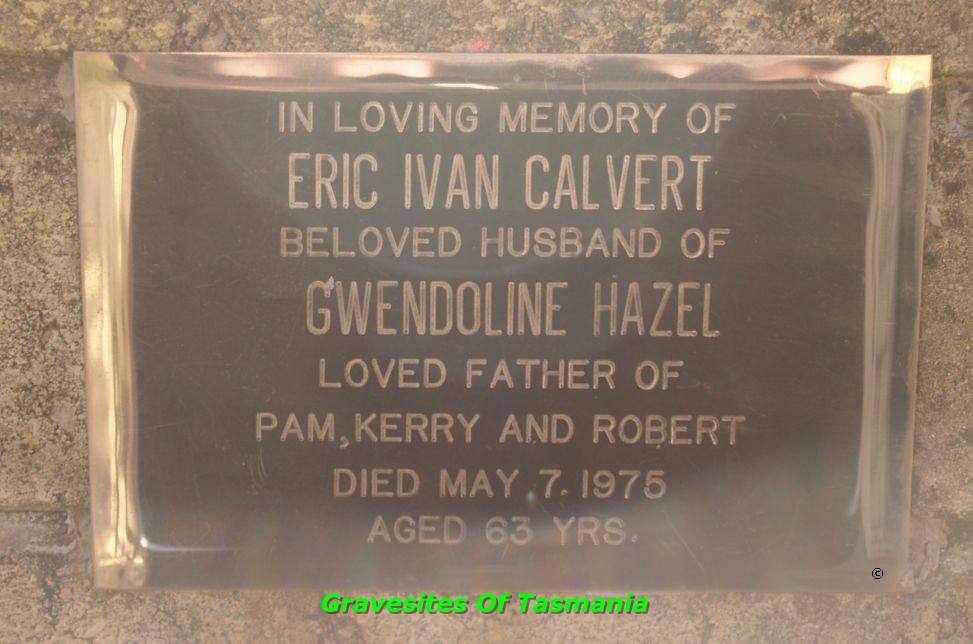 IN LOVING MEMORY OF
ERIC IVAN CALVERT
BELOVED HUSBAND OF
GWENDOLINE HAZEL
LOVED FATHER OF
PAM, KERRY AND ROBERT
DIED MAY 7. 1975
AGED 63 YRS.
©
Gravesites Of Tasmania